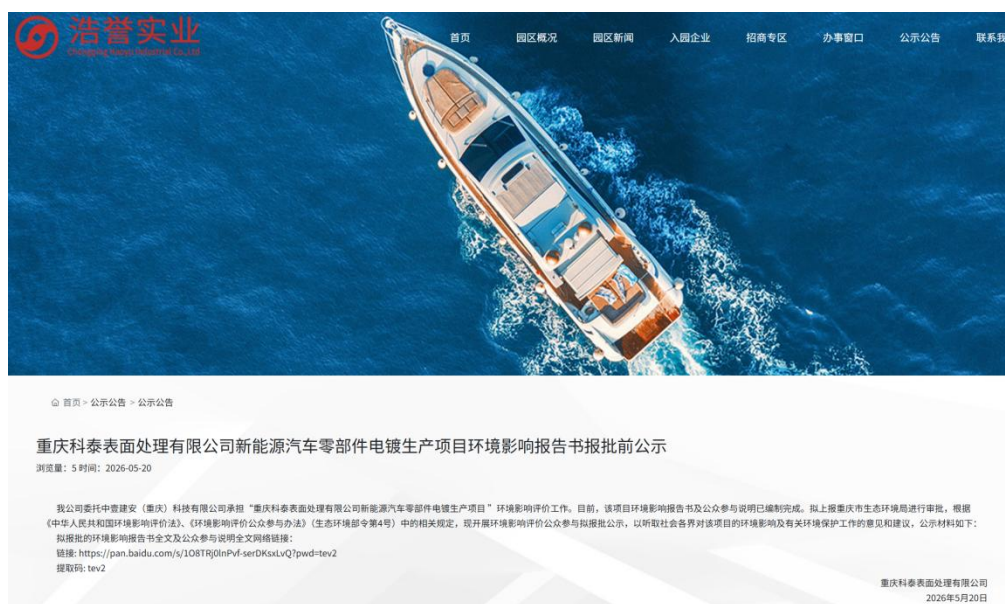 浩誉实业
Chongqing Haoyu Industrial Co.,Ltd
首页 园区概况 园区新闻 入园企业 招商专区 办事窗口 公示公告 联系我
首页 > 公示公告 > 公示公告
重庆科泰表面处理有限公司新能源汽车零部件电镀生产项目环境影响报告书报批前公示
浏览量：5 时间：2026-05-20
我公司委托中壹建安（重庆）科技有限公司承担“重庆科泰表面处理有限公司新能源汽车零部件电镀生产项目”环境影响评价工作。目前，该项目环境影响报告书及公众参与说明已编制完成。拟上报重庆市生态环境局进行审批，根据
《中华人民共和国环境影响评价法》、《环境影响评价公众参与办法》（生态环境部令第4号）中的相关规定，现开展环境影响评价公众参与拟报批公示，以听取社会各界对该项目的环境影响及有关环境保护工作的意见和建议，公示材料如下：
拟报批的环境影响报告书全文及公众参与说明全文网络链接：
链接: https://pan.baidu.com/s/1O8TRj0lnPvf-serDKsxLvQ?pwd=tev2
提取码: tev2
重庆科泰表面处理有限公司
2026年5月20日